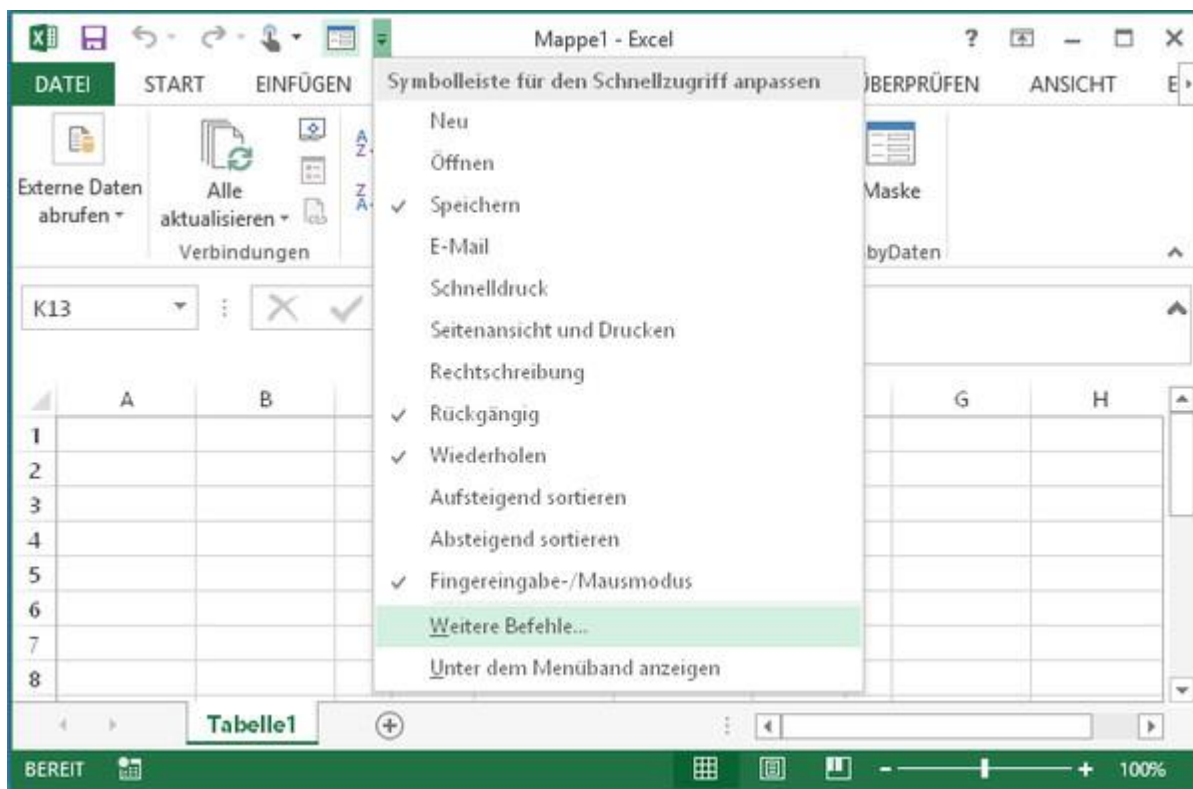 Mappe1 - Excel
DATEI START EINFÜGEN ÜBERPRÜFEN ANSICHT E
Symbolleiste für den Schnellzugriff anpassen
Neu
Öffnen
Speichern
E-Mail
Schnelldruck
Seitenansicht und Drucken
Rechtschreibung
Rückgängig
Wiederholen
Aufsteigend sortieren
Absteigend sortieren
Fingereingabe-/Mausmodus
Weitere Befehle...
Unter dem Menüband anzeigen
Externe Daten
abrufen
Alle
aktualisieren
Verbindungen
Maske
byDaten
K13
A B G H
1
2
3
4
5
6
7
8
Tabelle1
BEREIT 100%